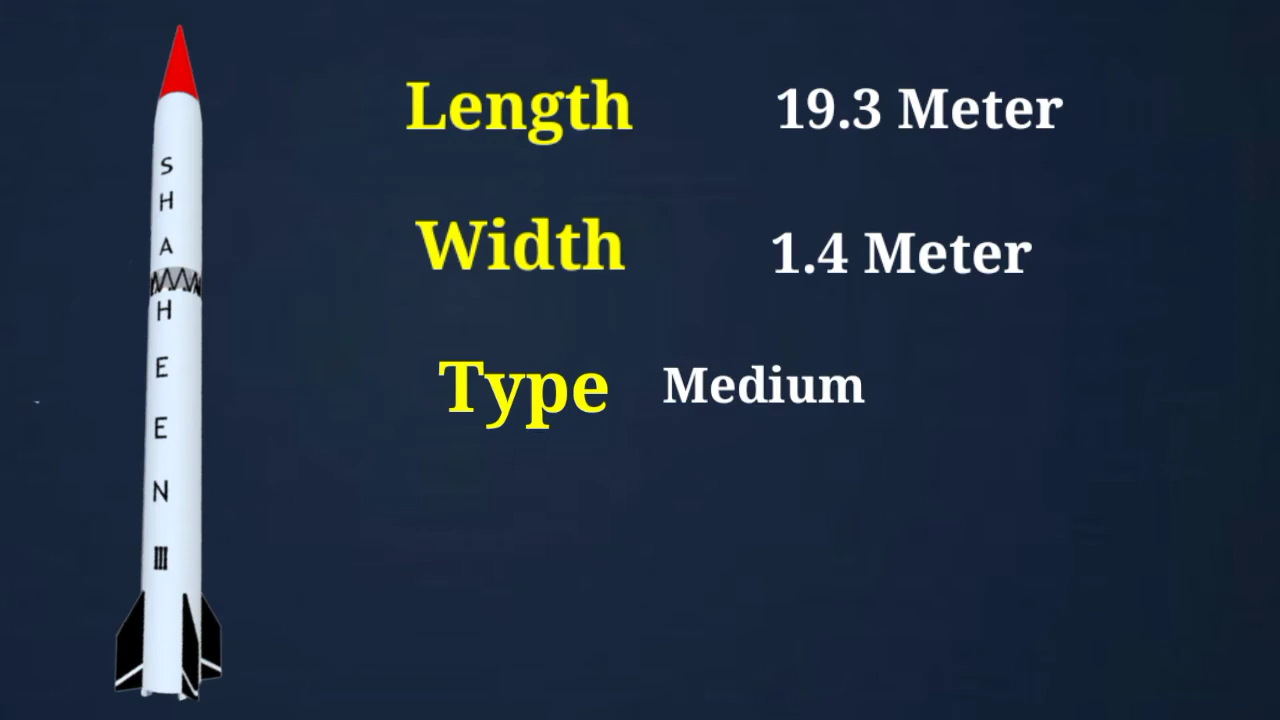 SHAHEEN III
Length 19.3 Meter
Width 1.4 Meter
Type Medium